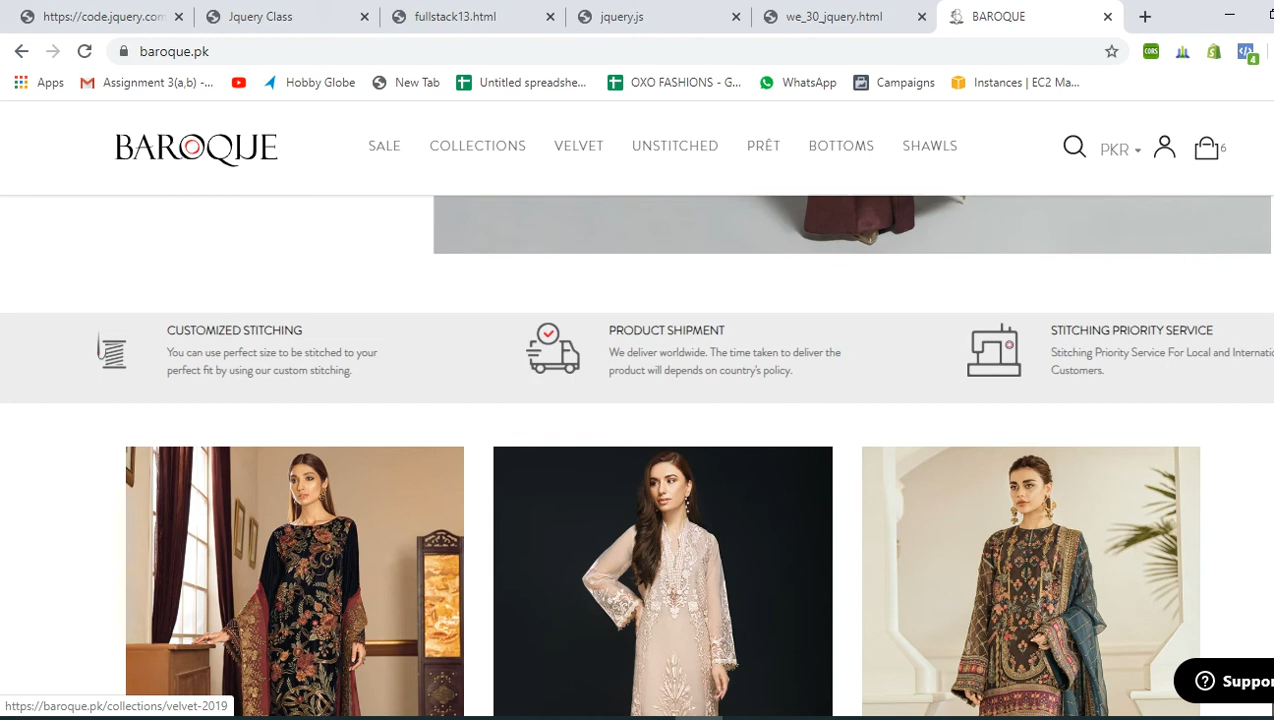 https://code.jquery.com
Jquery Class
fullstack13.html
jquery.js
we_30_jquery.html
BAROQUE
baroque.pk
CORS
4
Apps
Assignment 3(a,b) -...
Hobby Globe
New Tab
Untitled spreadshe...
OXO FASHIONS - G...
WhatsApp
Campaigns
Instances | EC2 Ma...
BAROQUE
SALE
COLLECTIONS
VELVET
UNSTITCHED
PRÊT
BOTTOMS
SHAWLS
PKR
6
CUSTOMIZED STITCHING
You can use perfect size to be stitched to your
perfect fit by using our custom stitching.
PRODUCT SHIPMENT
We deliver worldwide. The time taken to deliver the
product will depends on country's policy.
STITCHING PRIORITY SERVICE
Stitching Priority Service For Local and Internatio
Customers.
Suppor
https://baroque.pk/collections/velvet-2019